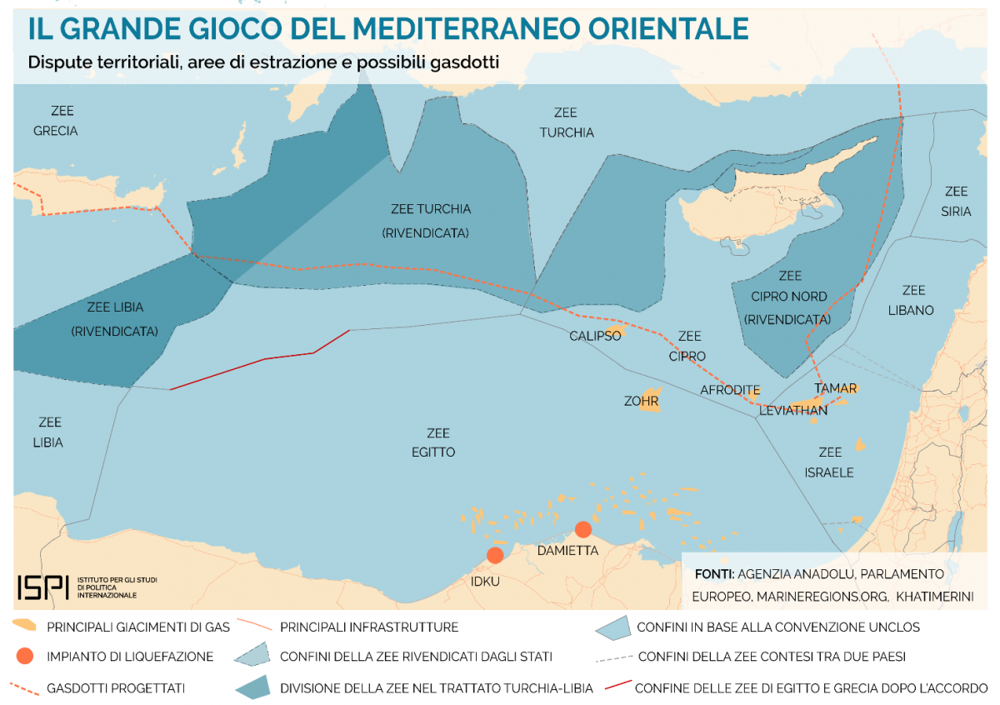 IL GRANDE GIOCO DEL MEDITERRANEO ORIENTALE
Dispute territoriali, aree di estrazione e possibili gasdotti
ZEE
GRECIA
ZEE
TURCHIA
ZEE TURCHIA
(RIVENDICATA)
ZEE
SIRIA
ZEE LIBIA
(RIVENDICATA)
ZEE
CIPRO NORD
(RIVENDICATA)
ZEE
LIBANO
CALIPSO
ZEE
CIPRO
AFRODITE
TAMAR
ZOHR
LEVIATHAN
ZEE
LIBIA
ZEE
EGITTO
ZEE
ISRAELE
DAMIETTA
IDKU
ISPI
ISTITUTO PER GLI STUDI
DI POLITICA
INTERNAZIONALE
FONTI: AGENZIA ANADOLU, PARLAMENTO
EUROPEO, MARINEREGIONS.ORG, KHATIMERINI
PRINCIPALI GIACIMENTI DI GAS
PRINCIPALI INFRASTRUTTURE
CONFINI IN BASE ALLA CONVENZIONE UNCLOS
IMPIANTO DI LIQUEFAZIONE
CONFINI DELLA ZEE RIVENDICATI DAGLI STATI
CONFINI DELLA ZEE CONTESI TRA DUE PAESI
GASDOTTI PROGETTATI
DIVISIONE DELLA ZEE NEL TRATTATO TURCHIA-LIBIA
CONFINE DELLE ZEE DI EGITTO E GRECIA DOPO L'ACCORDO